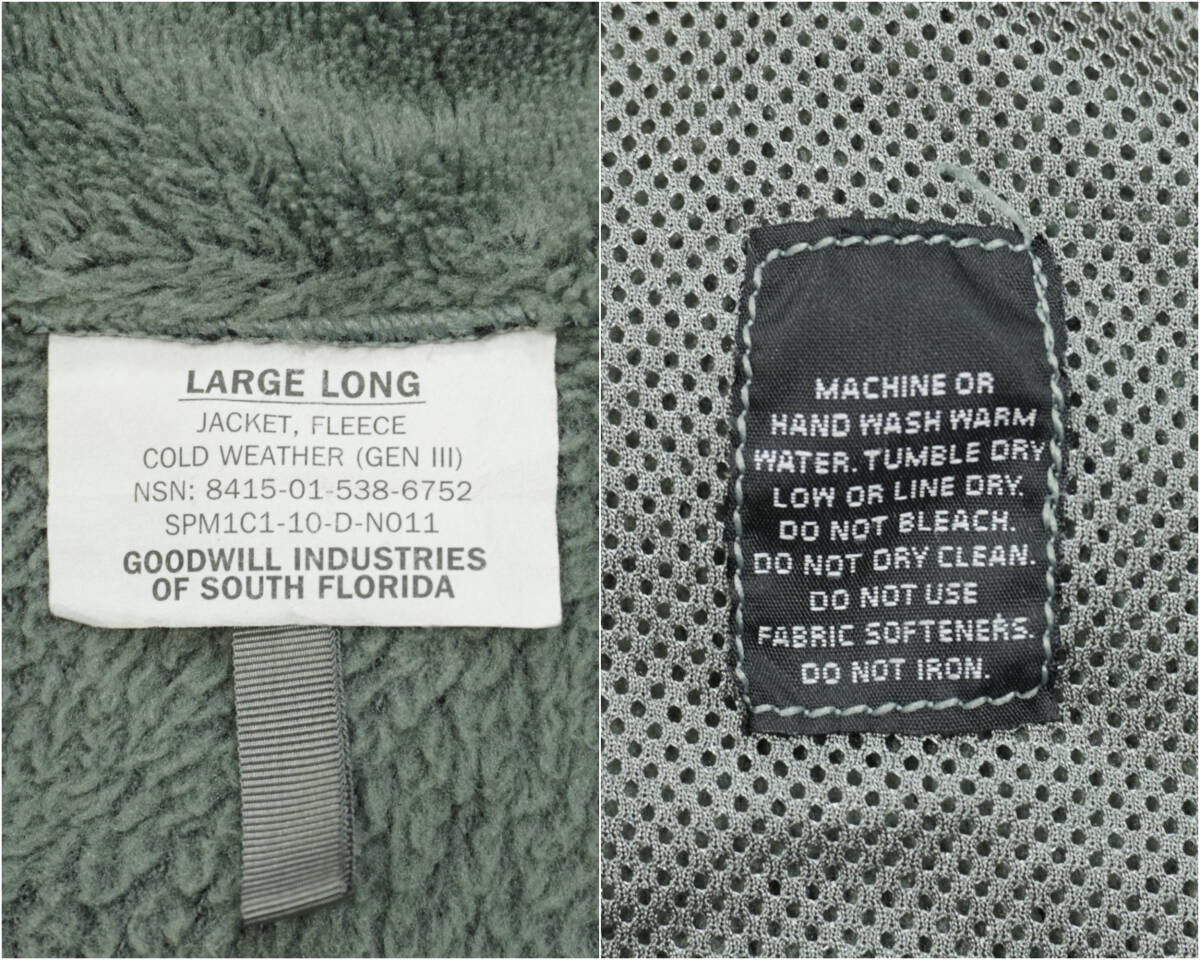 LARGE LONG
JACKET, FLEECE
COLD WEATHER (GEN III)
NSN: 8415-01-538-6752
SPM1C1-10-D-N011
GOODWILL INDUSTRIES
OF SOUTH FLORIDA
MACHINE OR
HAND WASH WARM
WATER. TUMBLE DRY
LOW OR LINE DRY.
DO NOT BLEACH.
DO NOT DRY CLEAN.
DO NOT USE
FABRIC SOFTENERS.
DO NOT IRON.